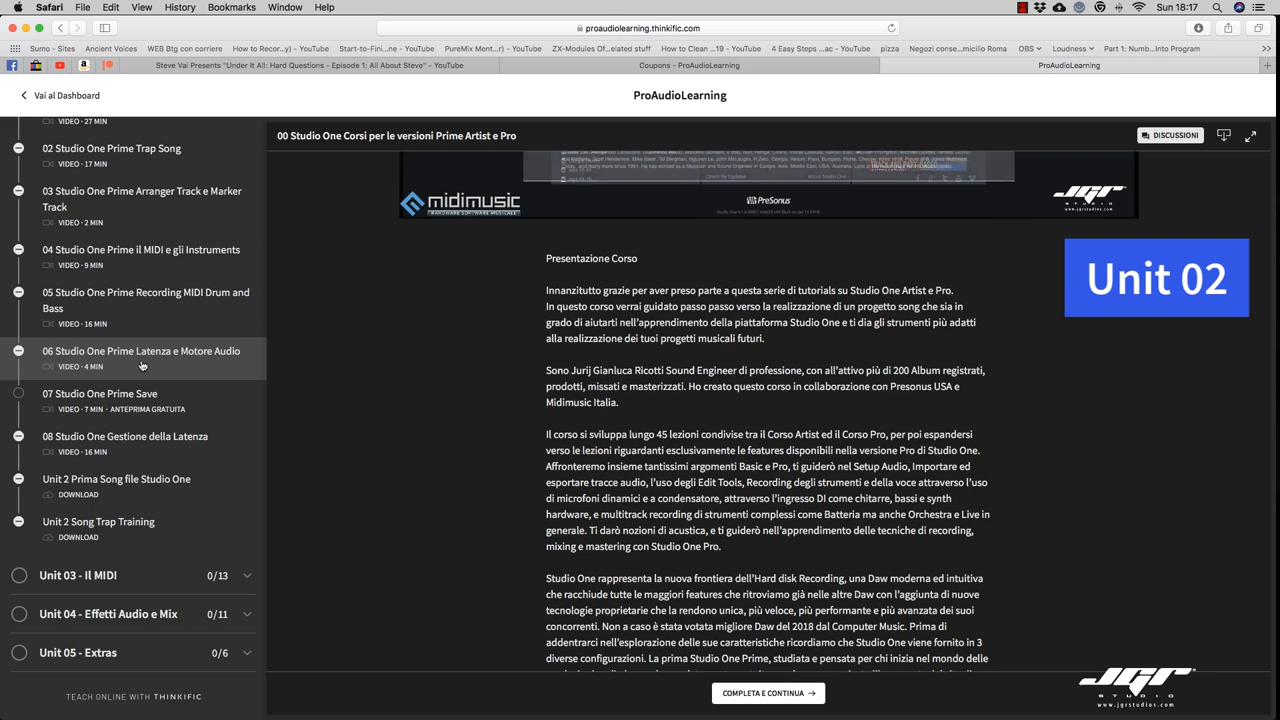 Safari File Edit View History Bookmarks Window Help
Sun 18:17
proaudiolearning.thinkific.com
Sumo - Sites Ancient Voices WEB Btg con corriere How to Recor...y) - YouTube Start-to-Fini...ne - YouTube PureMix Ment...r) - YouTube ZX-Modules Of...elated stuff How to Clean ...19 - YouTube 4 Easy Steps ...ac - YouTube pizza Negozi conse...micilio Roma OBS Loudness Part 1: Numb...Into Program
Steve Vai Presents "Under It All: Hard Questions - Episode 1: All About Steve" - YouTube
Coupons - ProAudioLearning
ProAudioLearning
Vai al Dashboard
ProAudioLearning
VIDEO • 27 MIN
02 Studio One Prime Trap Song
VIDEO • 17 MIN
03 Studio One Prime Arranger Track e Marker
Track
VIDEO • 2 MIN
04 Studio One Prime il MIDI e gli Instruments
VIDEO • 9 MIN
05 Studio One Prime Recording MIDI Drum and
Bass
VIDEO • 16 MIN
06 Studio One Prime Latenza e Motore Audio
VIDEO • 4 MIN
07 Studio One Prime Save
VIDEO • 7 MIN • ANTEPRIMA GRATUITA
08 Studio One Gestione della Latenza
VIDEO • 16 MIN
Unit 2 Prima Song file Studio One
DOWNLOAD
Unit 2 Song Trap Training
DOWNLOAD
Unit 03 - Il MIDI 0/13
Unit 04 - Effetti Audio e Mix 0/11
Unit 05 - Extras 0/6
TEACH ONLINE WITH THINKIFIC
00 Studio One Corsi per le versioni Prime Artist e Pro
DISCUSSIONI
Check for Updates
About Studio One
MIDIMUSIC
HARDWARE SOFTWARE MUSICALE
PreSonus
JGR
STUDIO
www.jgrstudios.com
Unit 02
Presentazione Corso
Innanzitutto grazie per aver preso parte a questa serie di tutorials su Studio One Artist e Pro.
In questo corso verrai guidato passo passo verso la realizzazione di un progetto song che sia in
grado di aiutarti nell'apprendimento della piattaforma Studio One e ti dia gli strumenti più adatti
alla realizzazione dei tuoi progetti musicali futuri.
Sono Jurij Gianluca Ricotti Sound Engineer di professione, con all'attivo più di 200 Album registrati,
prodotti, missati e masterizzati. Ho creato questo corso in collaborazione con Presonus USA e
Midimusic Italia.
Il corso si sviluppa lungo 45 lezioni condivise tra il Corso Artist ed il Corso Pro, per poi espandersi
verso le lezioni riguardanti esclusivamente le features disponibili nella versione Pro di Studio One.
Affronteremo insieme tantissimi argomenti Basic e Pro, ti guiderò nel Setup Audio, Importare ed
esportare tracce audio, l'uso degli Edit Tools, Recording degli strumenti e della voce attraverso l'uso
di microfoni dinamici e a condensatore, attraverso l'ingresso DI come chitarre, bassi e synth
hardware, e multitrack recording di strumenti complessi come Batteria ma anche Orchestra e Live in
generale. Ti darò nozioni di acustica, e ti guiderò nell'apprendimento delle tecniche di recording,
mixing e mastering con Studio One Pro.
Studio One rappresenta la nuova frontiera dell'Hard disk Recording, una Daw moderna ed intuitiva
che racchiude tutte le maggiori features che ritroviamo già nelle altre Daw con l'aggiunta di nuove
tecnologie proprietarie che la rendono unica, più veloce, più performante e più avanzata dei suoi
concorrenti. Non a caso è stata votata migliore Daw del 2018 dal Computer Music. Prima di
addentrarci nell'esplorazione delle sue caratteristiche ricordiamo che Studio One viene fornito in 3
diverse configurazioni. La prima Studio One Prime, studiata e pensata per chi inizia nel mondo delle
COMPLETA E CONTINUA →
JGR
STUDIO
www.jgrstudios.com